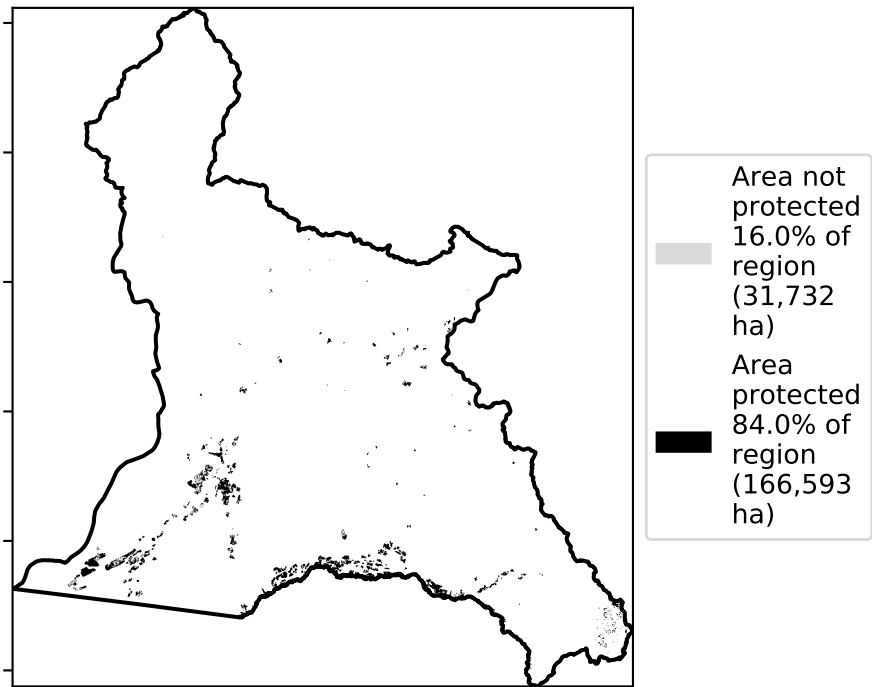 Area not
protected
16.0% of
region
(31,732
ha)
Area
protected
84.0% of
region
(166,593
ha)